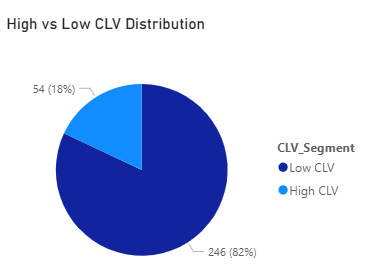 High vs Low CLV Distribution
54 (18%)
CLV_Segment
Low CLV
High CLV
246 (82%)